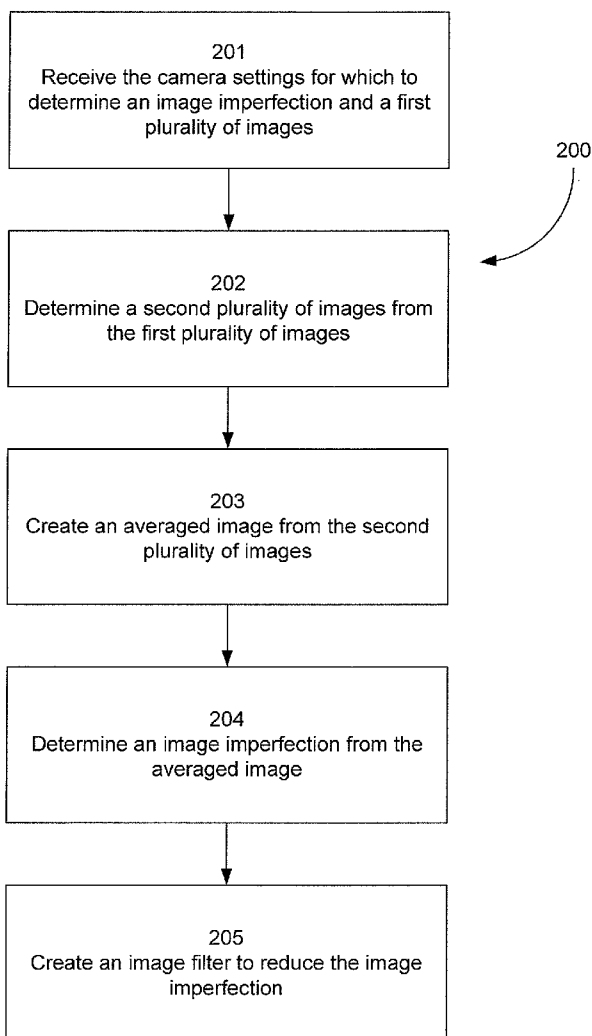 201
Receive the camera settings for which to
determine an image imperfection and a first
plurality of images
200
202
Determine a second plurality of images from
the first plurality of images
203
Create an averaged image from the second
plurality of images
204
Determine an image imperfection from the
averaged image
205
Create an image filter to reduce the image
imperfection